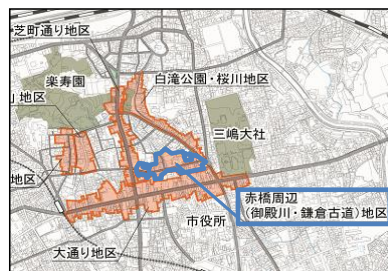 芝町通り地区
楽寿園
白滝公園・桜川地区
地区
三嶋大社
地区
赤橋周辺
(御殿川・鎌倉古道)地区
市役所
大通り地区